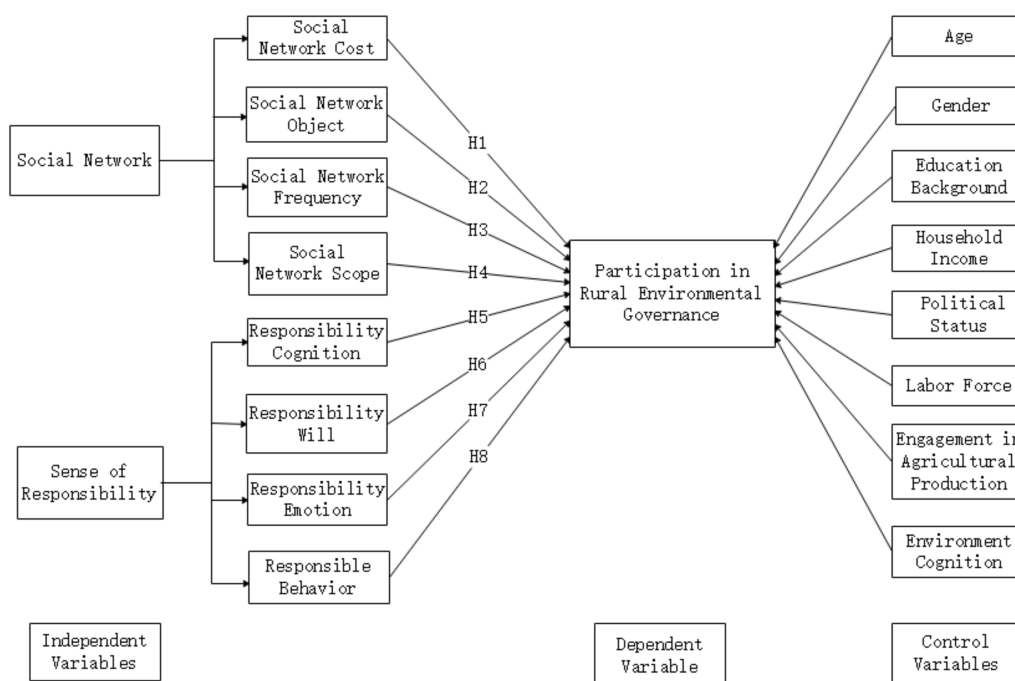 Social Network
Social
Network Cost
Social Network
Object
Social Network
Frequency
Social
Network Scope
Sense of
Responsibility
Responsibility
Cognition
Responsibility
Will
Responsibility
Emotion
Responsible
Behavior
H1
H2
H3
H4
H5
H6
H7
H8
Participation in
Rural Environmental
Governance
Age
Gender
Education
Background
Household
Income
Political
Status
Labor Force
Engagement in
Agricultural
Production
Environment
Cognition
Independent
Variables
Dependent
Variable
Control
Variables